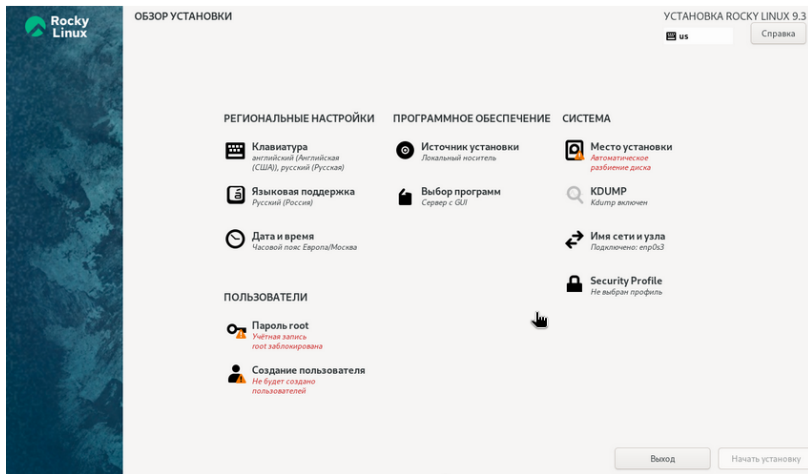 Rocky
Linux
ОБЗОР УСТАНОВКИ
УСТАНОВКА ROCKY LINUX 9.3
us
Справка
РЕГИОНАЛЬНЫЕ НАСТРОЙКИ
Клавиатура
английский (Английская
(США)), русский (Русская)
Языковая поддержка
Русский (Россия)
Дата и время
Часовой пояс Европа/Москва
ПРОГРАММНОЕ ОБЕСПЕЧЕНИЕ
Источник установки
Локальный носитель
Выбор программ
Сервер с GUI
СИСТЕМА
Место установки
Автоматическое
разбиение диска
KDUMP
Kdump включен
Имя сети и узла
Подключено: enp0s3
Security Profile
Не выбран профиль
ПОЛЬЗОВАТЕЛИ
Пароль root
Учётная запись
root заблокирована
Создание пользователя
Не будет создано
пользователей
Выход
Начать установку